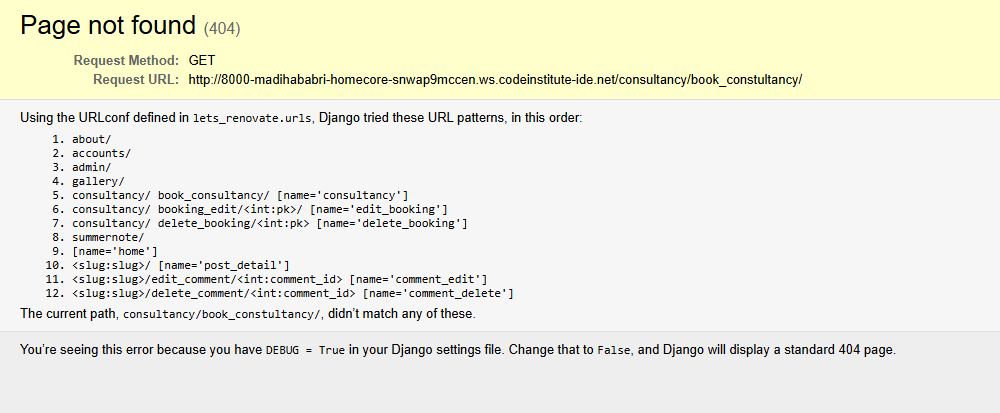 Page not found (404)
Request Method: GET
Request URL: http://8000-madihababri-homecore-snwap9mccen.ws.codeinstitute-ide.net/consultancy/book_constultancy/
Using the URLconf defined in lets_renovate.urls, Django tried these URL patterns, in this order:
1. about/
2. accounts/
3. admin/
4. gallery/
5. consultancy/ book_consultancy/ [name='consultancy']
6. consultancy/ booking_edit/<int:pk>/ [name='edit_booking']
7. consultancy/ delete_booking/<int:pk> [name='delete_booking']
8. summernote/
9. [name='home']
10. <slug:slug>/ [name='post_detail']
11. <slug:slug>/edit_comment/<int:comment_id> [name='comment_edit']
12. <slug:slug>/delete_comment/<int:comment_id> [name='comment_delete']
The current path, consultancy/book_constultancy/, didn't match any of these.
You're seeing this error because you have DEBUG = True in your Django settings file. Change that to False, and Django will display a standard 404 page.